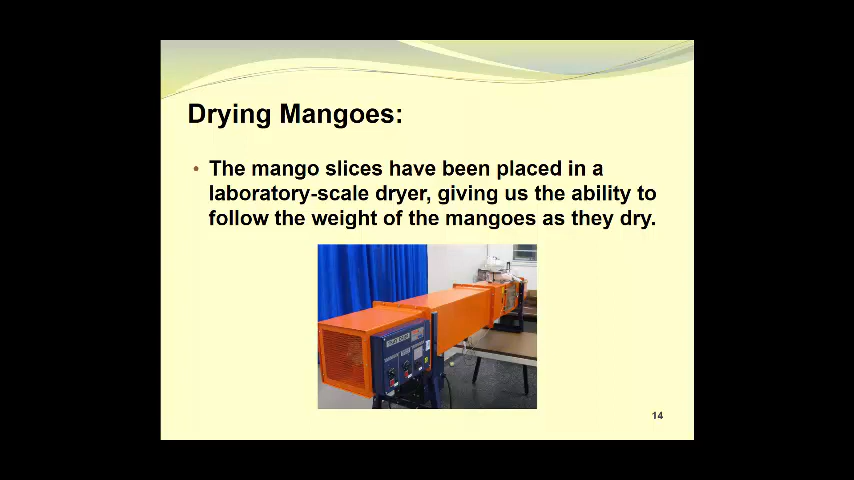 Drying Mangoes:
• The mango slices have been placed in a
laboratory-scale dryer, giving us the ability to
follow the weight of the mangoes as they dry.
14